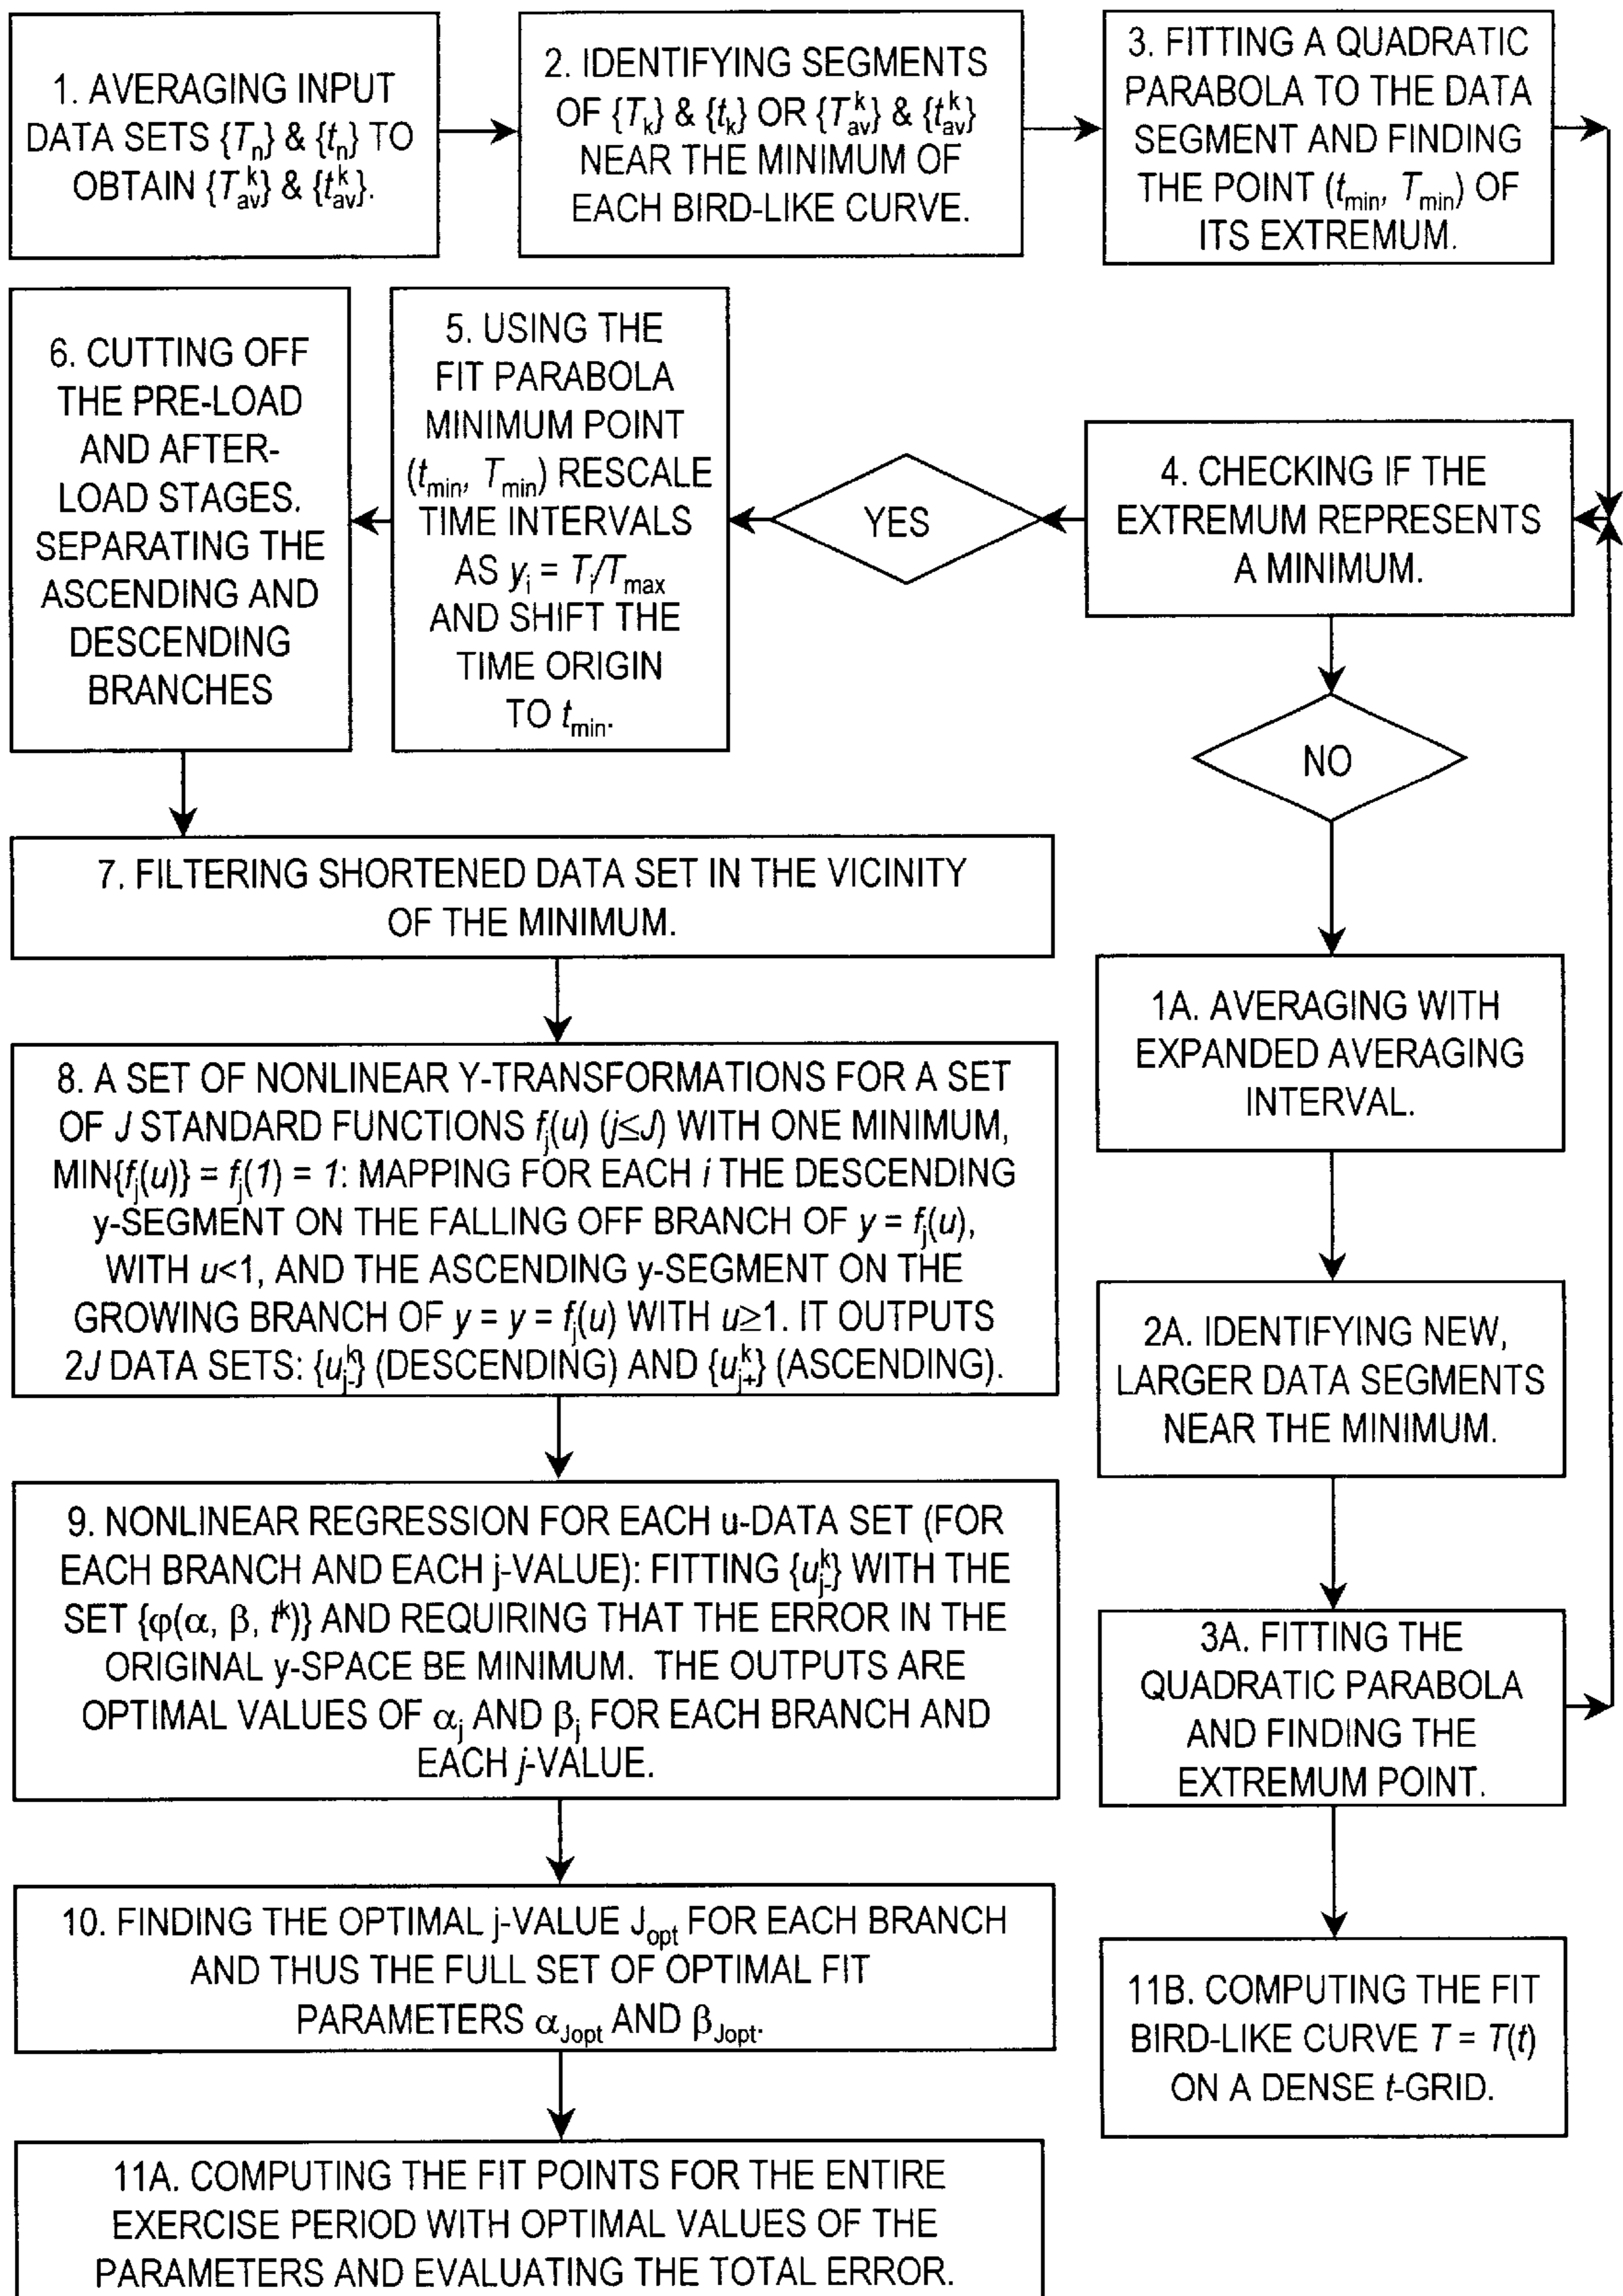 1. AVERAGING INPUT
DATA SETS {Tn} & {tn} TO
OBTAIN {T^k_av} & {t^k_av}.
2. IDENTIFYING SEGMENTS
OF {Tk} & {tk} OR {T^k_av} & {t^k_av}
NEAR THE MINIMUM OF
EACH BIRD-LIKE CURVE.
3. FITTING A QUADRATIC
PARABOLA TO THE DATA
SEGMENT AND FINDING
THE POINT (tmin, Tmin) OF
ITS EXTREMUM.
4. CHECKING IF THE
EXTREMUM REPRESENTS
A MINIMUM.
YES
5. USING THE
FIT PARABOLA
MINIMUM POINT
(tmin, Tmin) RESCALE
TIME INTERVALS
AS yi = Ti/Tmax
AND SHIFT THE
TIME ORIGIN
TO tmin.
6. CUTTING OFF
THE PRE-LOAD
AND AFTER-
LOAD STAGES.
SEPARATING THE
ASCENDING AND
DESCENDING
BRANCHES
NO
7. FILTERING SHORTENED DATA SET IN THE VICINITY
OF THE MINIMUM.
8. A SET OF NONLINEAR Y-TRANSFORMATIONS FOR A SET
OF J STANDARD FUNCTIONS fj(u) (j≤J) WITH ONE MINIMUM,
MIN{fj(u)} = fj(1) = 1: MAPPING FOR EACH i THE DESCENDING
y-SEGMENT ON THE FALLING OFF BRANCH OF y = fj(u),
WITH u<1, AND THE ASCENDING y-SEGMENT ON THE
GROWING BRANCH OF y = y = fj(u) WITH u≥1. IT OUTPUTS
2J DATA SETS: {u^k_j-} (DESCENDING) AND {u^k_j+} (ASCENDING).
9. NONLINEAR REGRESSION FOR EACH u-DATA SET (FOR
EACH BRANCH AND EACH j-VALUE): FITTING {u^k_j-} WITH THE
SET {φ(α, β, t^k)} AND REQUIRING THAT THE ERROR IN THE
ORIGINAL y-SPACE BE MINIMUM. THE OUTPUTS ARE
OPTIMAL VALUES OF αj AND βj FOR EACH BRANCH AND
EACH j-VALUE.
10. FINDING THE OPTIMAL j-VALUE Jopt FOR EACH BRANCH
AND THUS THE FULL SET OF OPTIMAL FIT
PARAMETERS αJopt AND βJopt.
11A. COMPUTING THE FIT POINTS FOR THE ENTIRE
EXERCISE PERIOD WITH OPTIMAL VALUES OF THE
PARAMETERS AND EVALUATING THE TOTAL ERROR.
1A. AVERAGING WITH
EXPANDED AVERAGING
INTERVAL.
2A. IDENTIFYING NEW,
LARGER DATA SEGMENTS
NEAR THE MINIMUM.
3A. FITTING THE
QUADRATIC PARABOLA
AND FINDING THE
EXTREMUM POINT.
11B. COMPUTING THE FIT
BIRD-LIKE CURVE T = T(t)
ON A DENSE t-GRID.